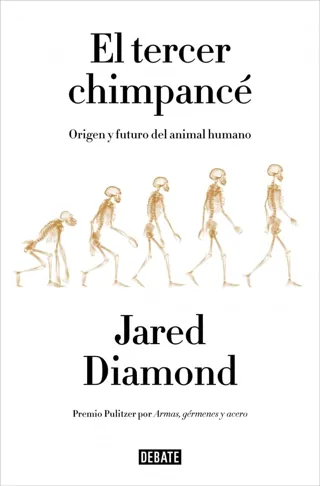 El tercer
chimpancé
Origen y futuro del animal humano
Jared
Diamond
Premio Pulitzer por Armas, gérmenes y acero
DEBATE